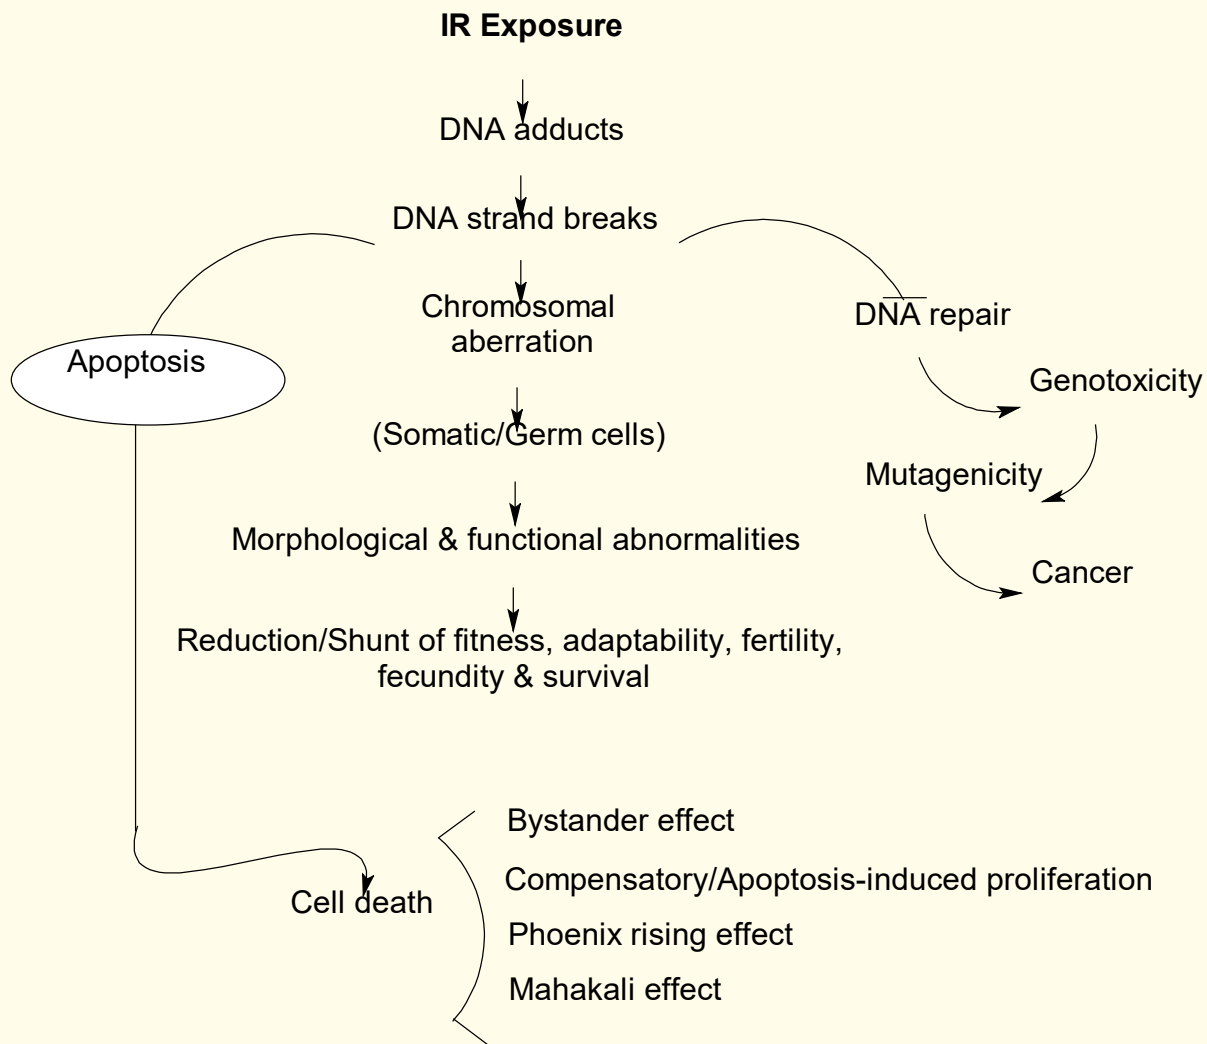 IR Exposure
DNA adducts
DNA strand breaks
Chromosomal
aberration
(Somatic/Germ cells)
Morphological & functional abnormalities
Reduction/Shunt of fitness, adaptability, fertility,
fecundity & survival
Apoptosis
Cell death
Bystander effect
Compensatory/Apoptosis-induced proliferation
Phoenix rising effect
Mahakali effect
DNA repair
Genotoxicity
Mutagenicity
Cancer